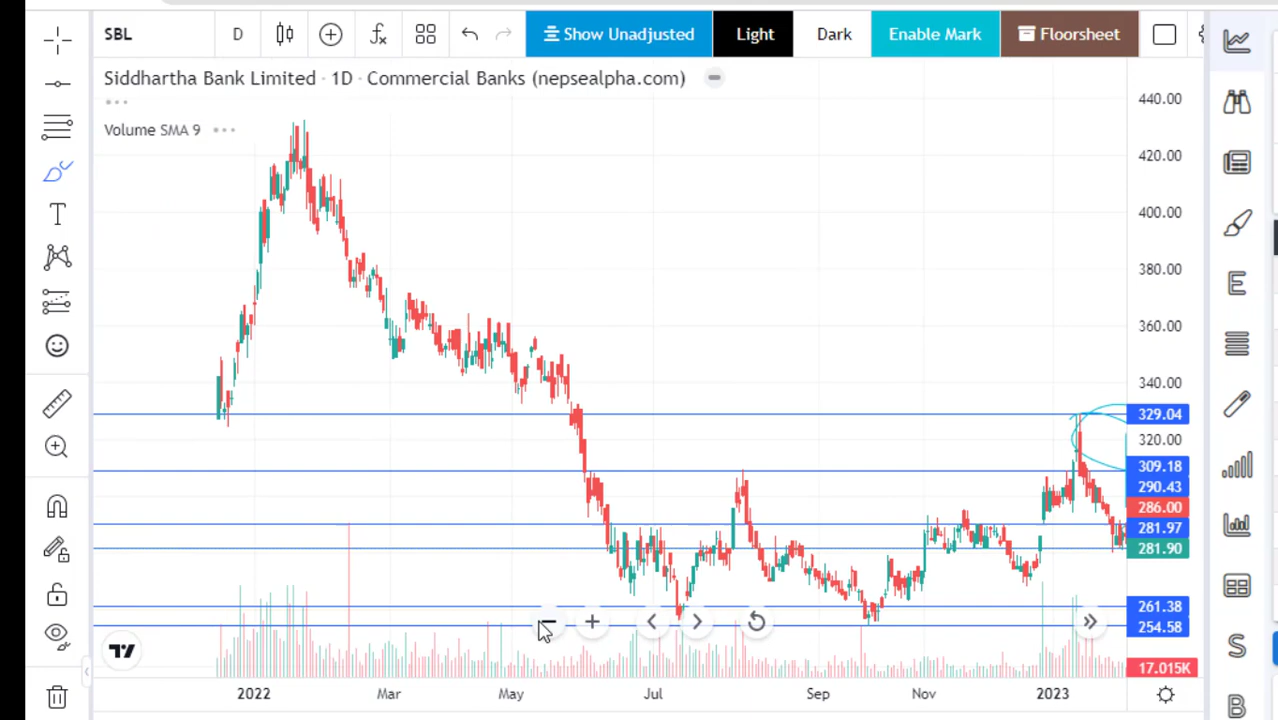 SBL D Show Unadjusted Light Dark Enable Mark Floorsheet
Siddhartha Bank Limited · 1D · Commercial Banks (nepsealpha.com)
Volume SMA 9
440.00
420.00
400.00
380.00
360.00
340.00
329.04
320.00
309.18
290.43
286.00
281.97
281.90
261.38
254.58
17.015K
2022 Mar May Jul Sep Nov 2023
T
E
S
B